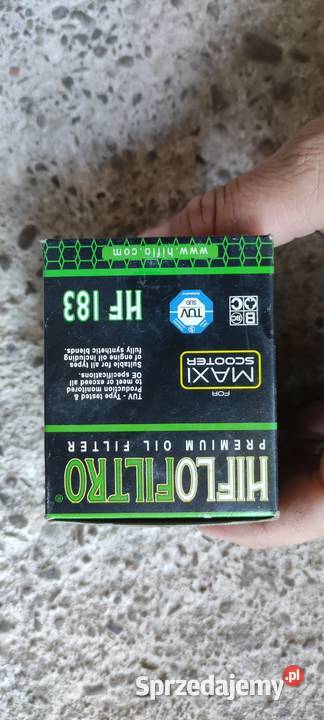 HIFLOFILTRO®
PREMIUM OIL FILTER
FOR
MAXI
SCOOTER
TUV - Type tested &
Production monitored
to meet or exceed all
OE specifications.
Suitable for all types
of engine oil including
fully synthetic blends.
TÜV
SUD
HF 183
www.hiflo.com
Sprzedajemy.pl